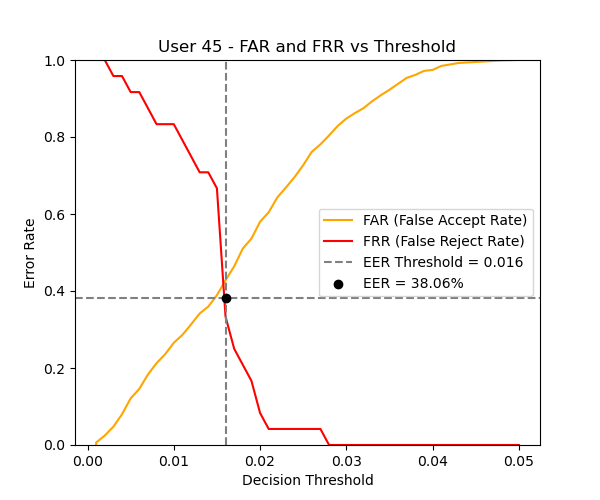 User 45 - FAR and FRR vs Threshold
1.0
0.8
0.6
0.4
0.2
0.0
Error Rate
FAR (False Accept Rate)
FRR (False Reject Rate)
EER Threshold = 0.016
EER = 38.06%
0.00 0.01 0.02 0.03 0.04 0.05
Decision Threshold